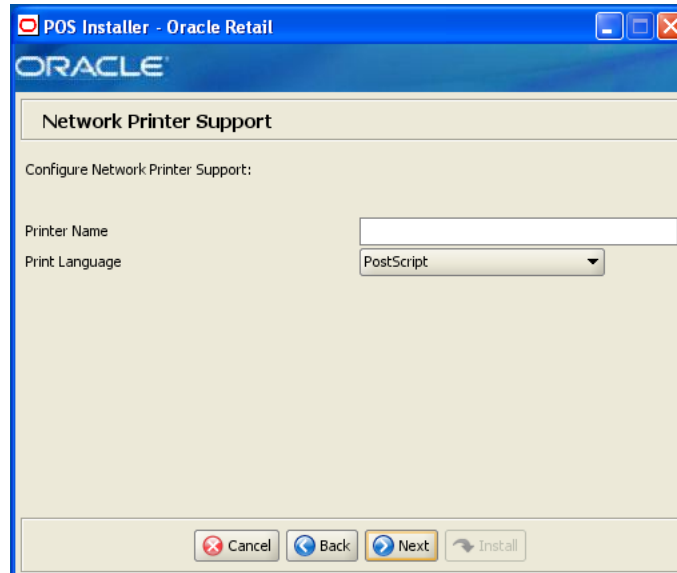 POS Installer - Oracle Retail
ORACLE
Network Printer Support
Configure Network Printer Support:
Printer Name
Print Language PostScript
Cancel Back Next Install